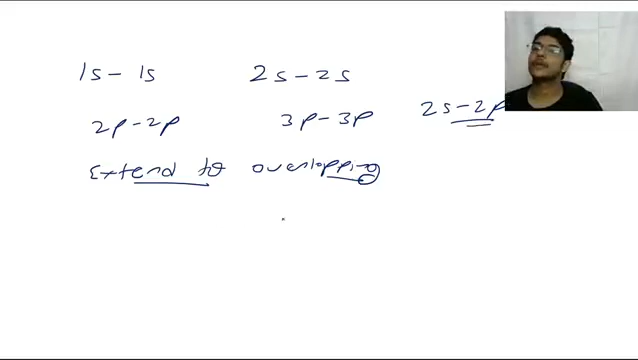 1s - 1s 2s - 2s
2p - 2p 3p - 3p 2s - 2p
Extend to overlapping